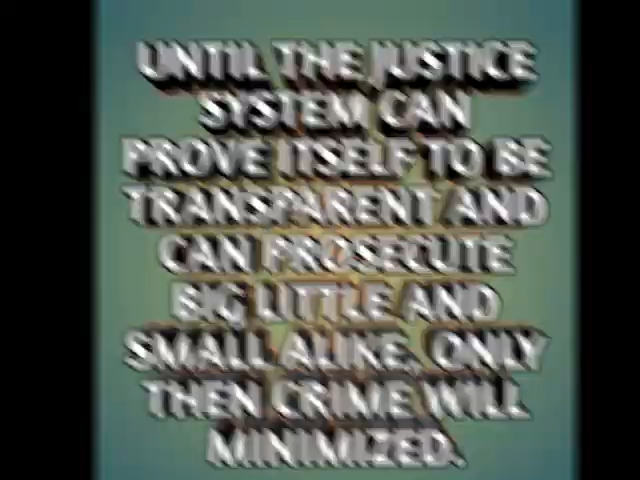 UNTIL THE JUSTICE
SYSTEM CAN
PROVE ITSELF TO BE
TRANSPARENT AND
CAN PROSECUTE
BIG LITTLE AND
SMALL ALIKE, ONLY
THEN CRIME WILL
MINIMIZED.